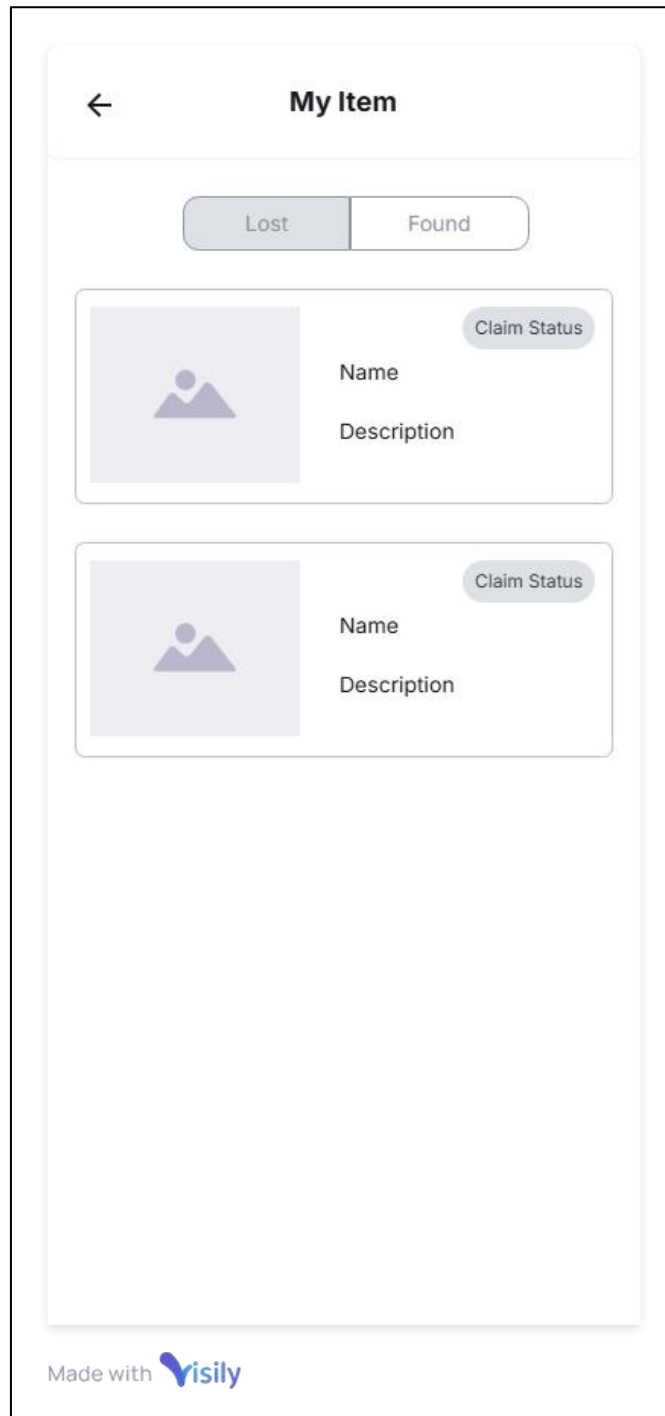 My Item
Lost Found
Claim Status
Name
Description
Claim Status
Name
Description
Made with Visily